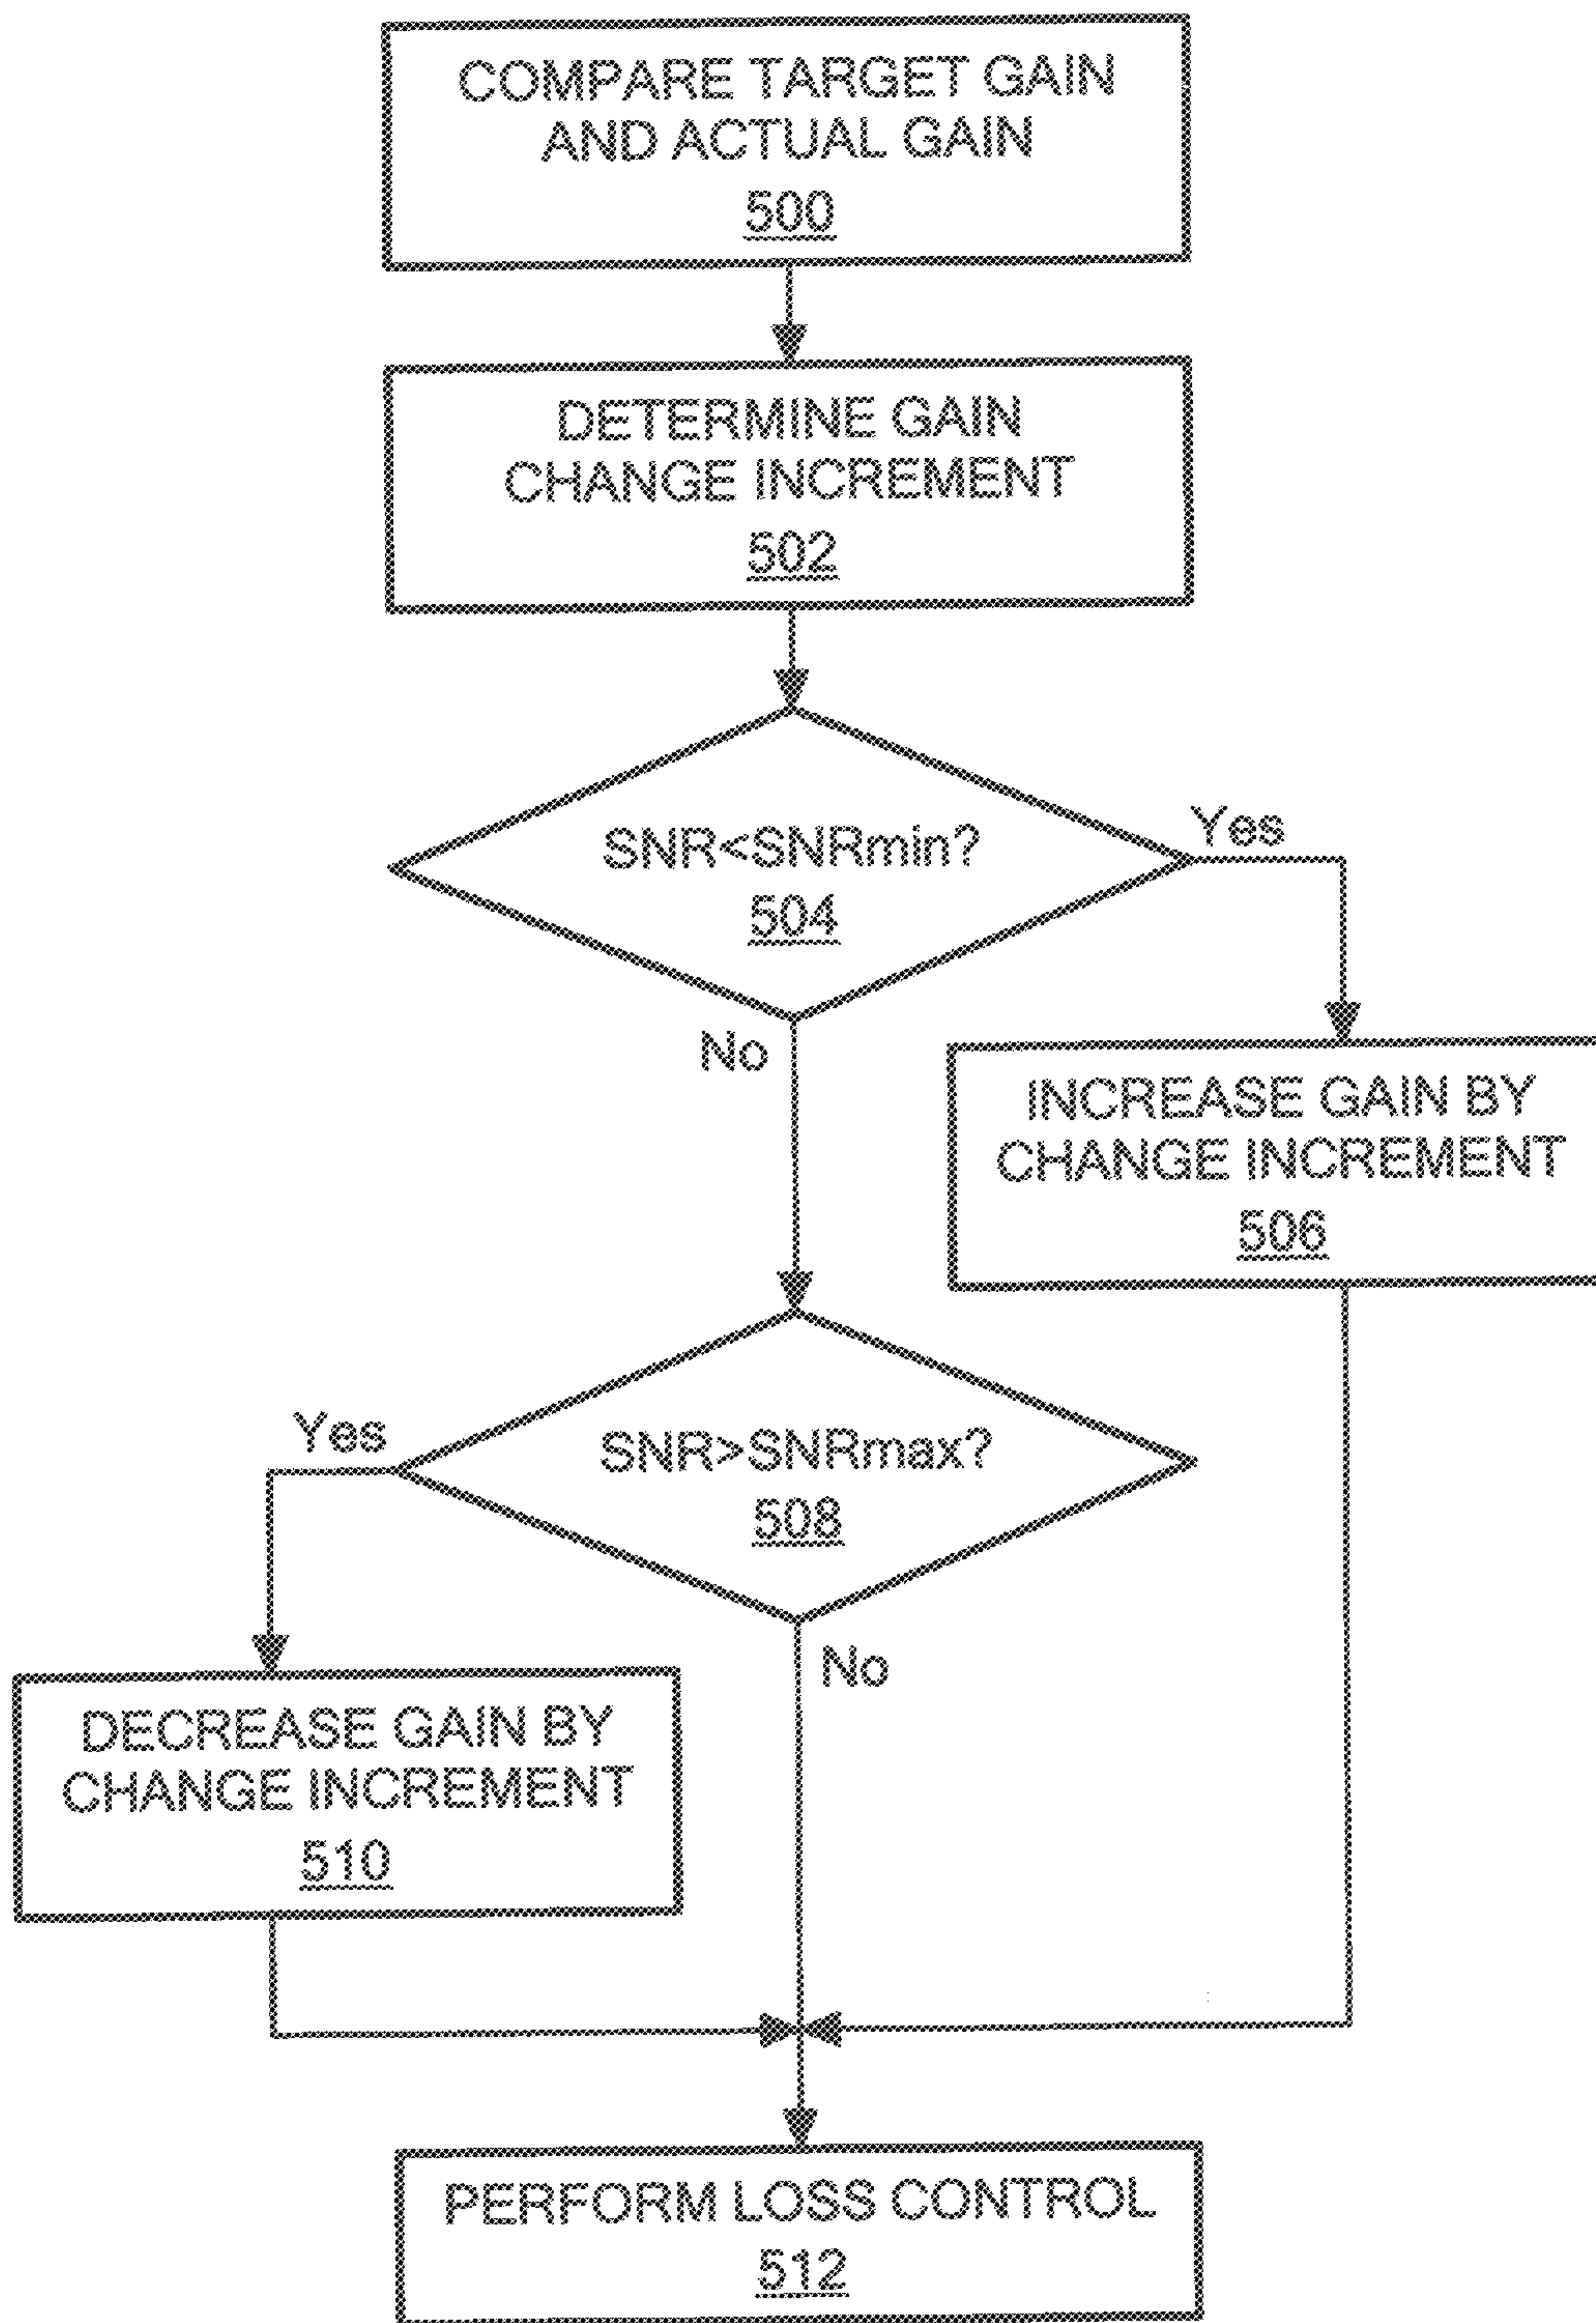 COMPARE TARGET GAIN
AND ACTUAL GAIN
500
DETERMINE GAIN
CHANGE INCREMENT
502
SNR<SNRmin?
504
Yes
No
INCREASE GAIN BY
CHANGE INCREMENT
506
SNR>SNRmax?
508
Yes
No
DECREASE GAIN BY
CHANGE INCREMENT
510
PERFORM LOSS CONTROL
512